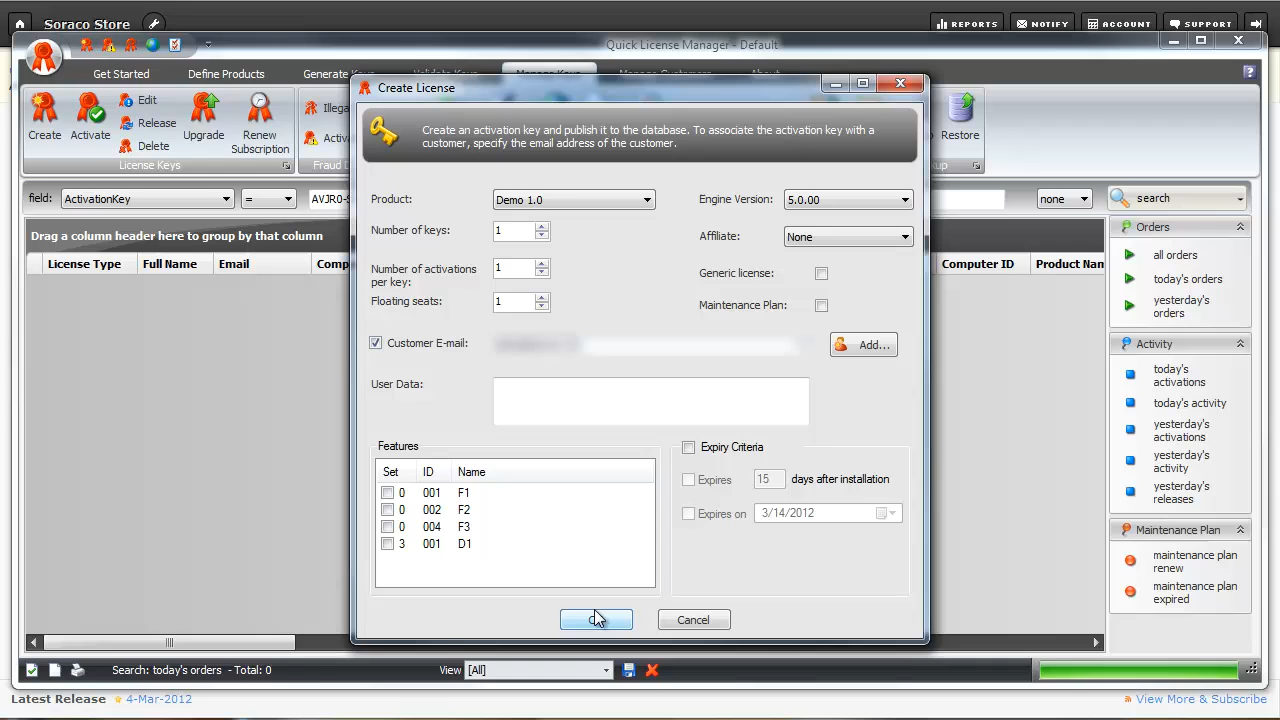 Soraco Store
REPORTS NOTIFY ACCOUNT SUPPORT
Quick License Manager - Default
Get Started Define Products About
Create Activate Edit Release Delete Upgrade Renew Subscription Restore
License Keys
Create License
Create an activation key and publish it to the database. To associate the activation key with a
customer, specify the email address of the customer.
field: ActivationKey = none search
Drag a column header here to group by that column
License Type Full Name Email Computer ID
Product: Demo 1.0 Engine Version: 5.0.00
Number of keys: 1 Affiliate: None
Number of activations per key: 1 Generic license:
Floating seats: 1 Maintenance Plan:
Customer E-mail: Add...
User Data:
Features Expiry Criteria
Set ID Name
0 001 F1
0 002 F2
0 004 F3
3 001 D1
Expires 15 days after installation
Expires on 3/14/2012
Cancel
Orders
all orders
today's orders
yesterday's
orders
Activity
today's
activations
today's activity
yesterday's
activations
yesterday's
activity
yesterday's
releases
Maintenance Plan
maintenance plan
renew
maintenance plan
expired
Search: today's orders - Total: 0 View [All]
Latest Release 4-Mar-2012 View More & Subscribe